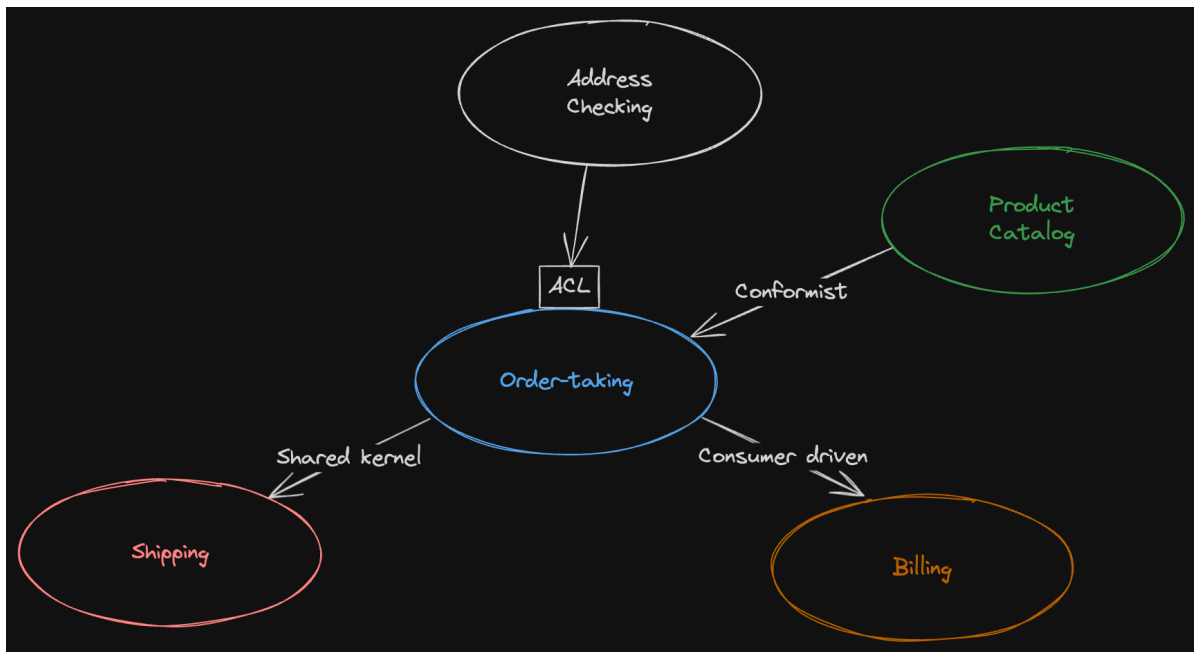 Address
Checking
Product
Catalog
ACL
Conformist
Order-taking
Shared kernel
Consumer driven
Shipping
Billing